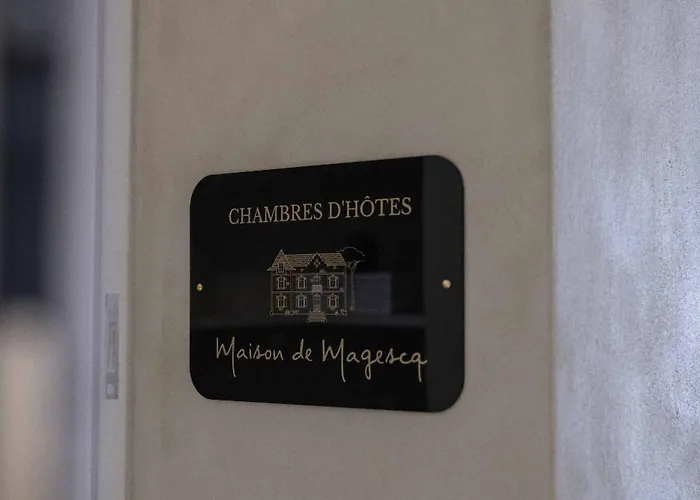 CHAMBRES D'HÔTES
Maison de Magescq